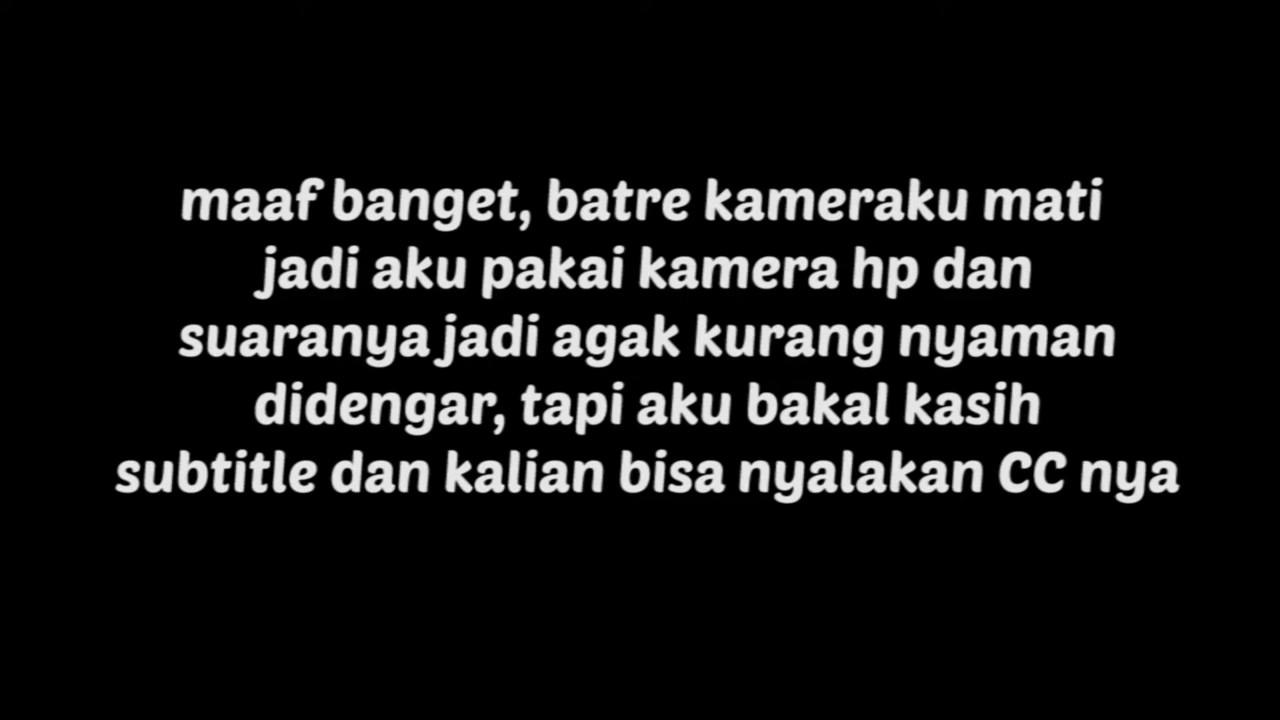 maaf banget, batre kameraku mati
jadi aku pakai kamera hp dan
suaranya jadi agak kurang nyaman
didengar, tapi aku bakal kasih
subtitle dan kalian bisa nyalakan CC nya